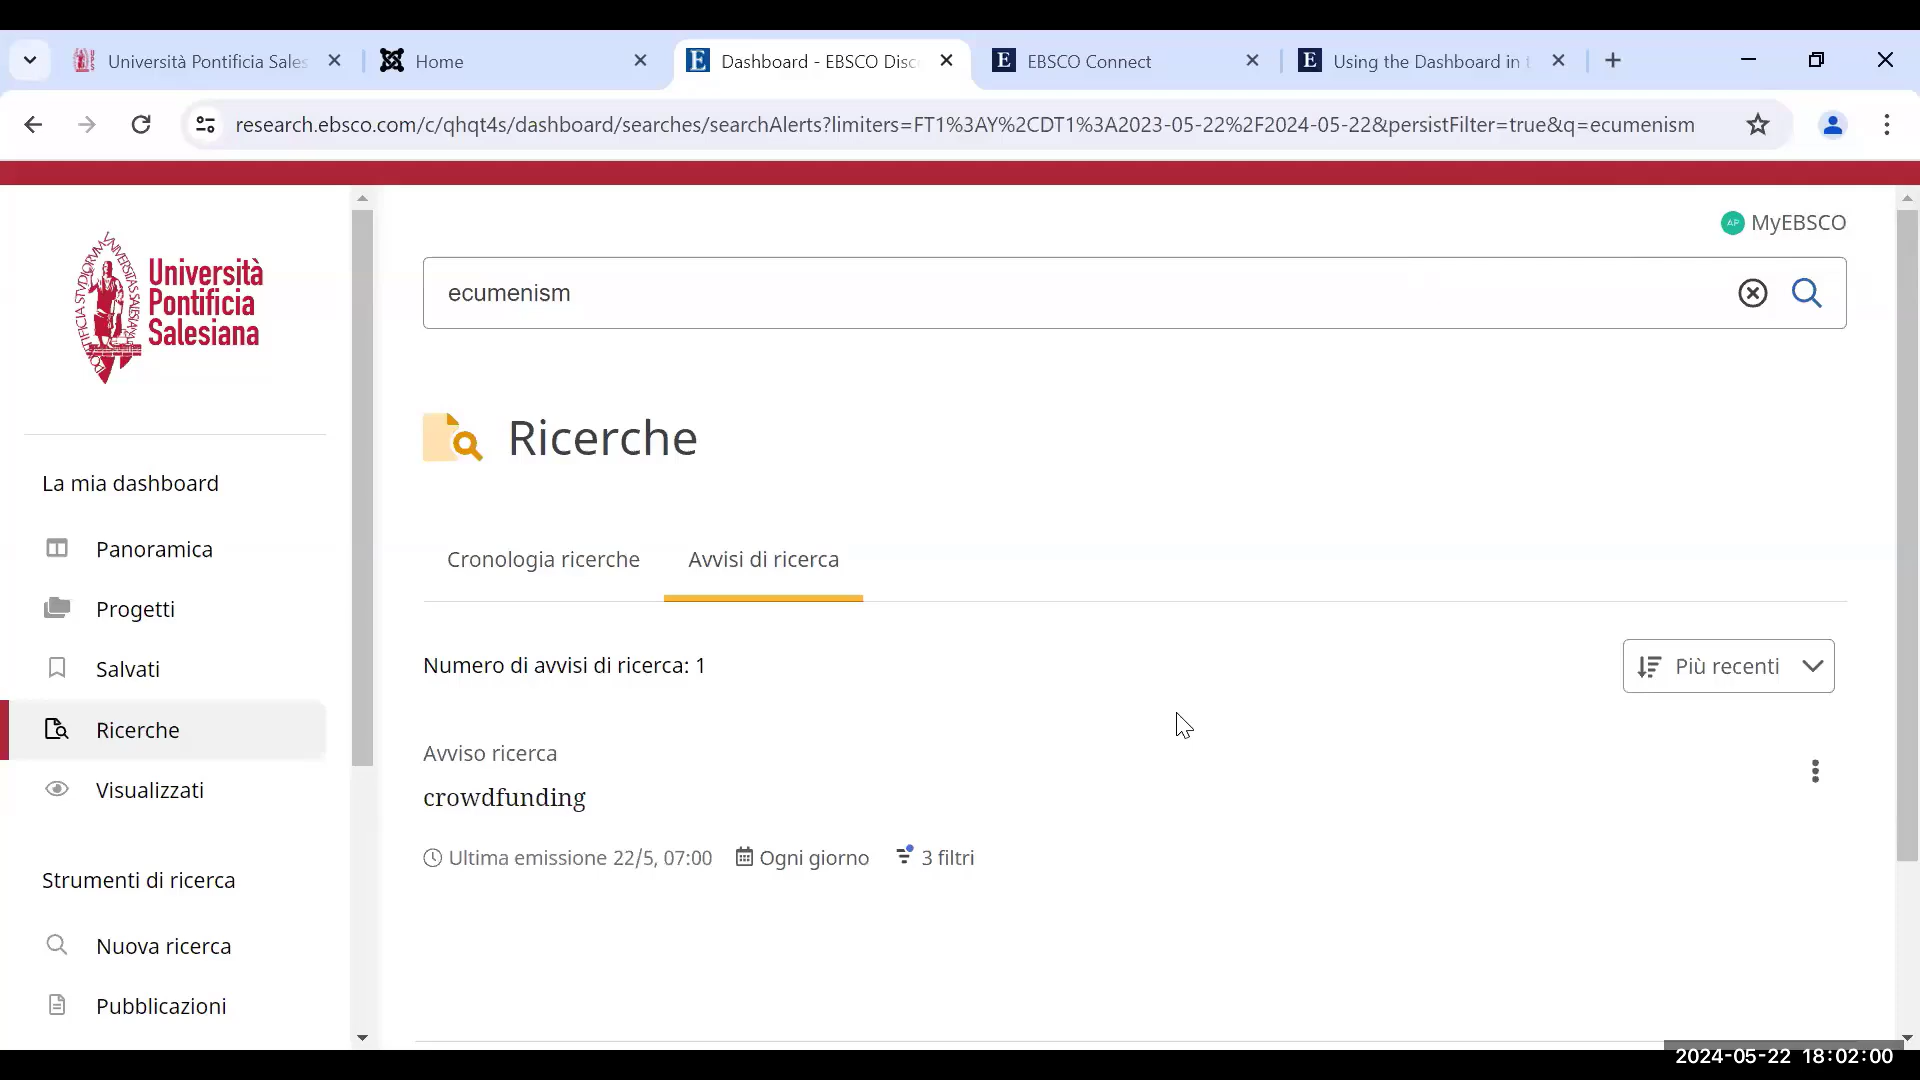 Università Pontificia Sales
Home
Dashboard - EBSCO Disc
EBSCO Connect
Using the Dashboard in
research.ebsco.com/c/qhqt4s/dashboard/searches/searchAlerts?limiters=FT1%3AY%2CDT1%3A2023-05-22%2F2024-05-22&persistFilter=true&q=ecumenism
Università
Pontificia
Salesiana
AP MyEBSCO
ecumenism
Ricerche
La mia dashboard
Panoramica
Progetti
Salvati
Ricerche
Visualizzati
Strumenti di ricerca
Nuova ricerca
Pubblicazioni
Cronologia ricerche
Avvisi di ricerca
Numero di avvisi di ricerca: 1
Più recenti
Avviso ricerca
crowdfunding
Ultima emissione 22/5, 07:00 Ogni giorno 3 filtri
2024-05-22 18:02:00